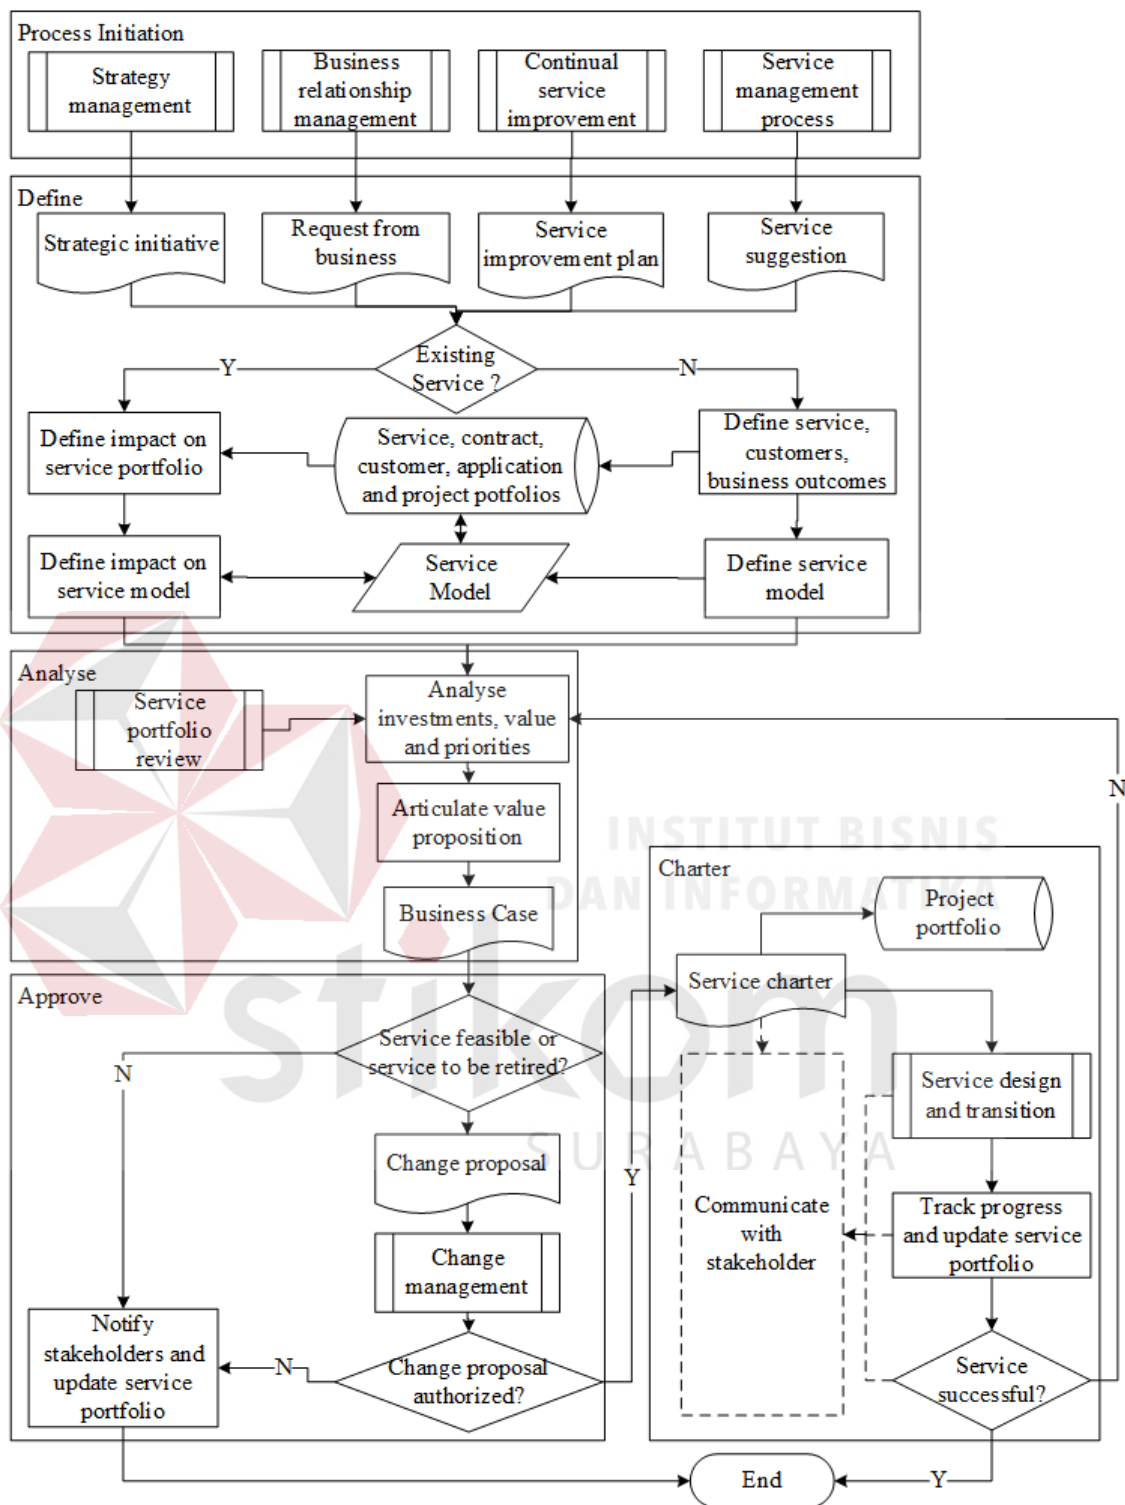 Process Initiation
Strategy
management
Business
relationship
management
Continual
service
improvement
Service
management
process
Define
Strategic initiative
Request from
business
Service
improvement plan
Service
suggestion
Existing
Service ?
Y
N
Define impact on
service portfolio
Service, contract,
customer, application
and project potfolios
Define service,
customers,
business outcomes
Define impact on
service model
Service
Model
Define service
model
Analyse
Service
portfolio
review
Analyse
investments, value
and priorities
N
Articulate value
proposition
Business Case
INSTITUT BISNIS
DAN INFORMATIKA
stikom
SURABAYA
Charter
Project
portfolio
Service charter
Approve
Service feasible or
service to be retired?
N
Service design
and transition
Change proposal
Y
Communicate
with
stakeholder
Track progress
and update service
portfolio
Change
management
Notify
stakeholders and
update service
portfolio
N
Change proposal
authorized?
Service
successful?
End
Y